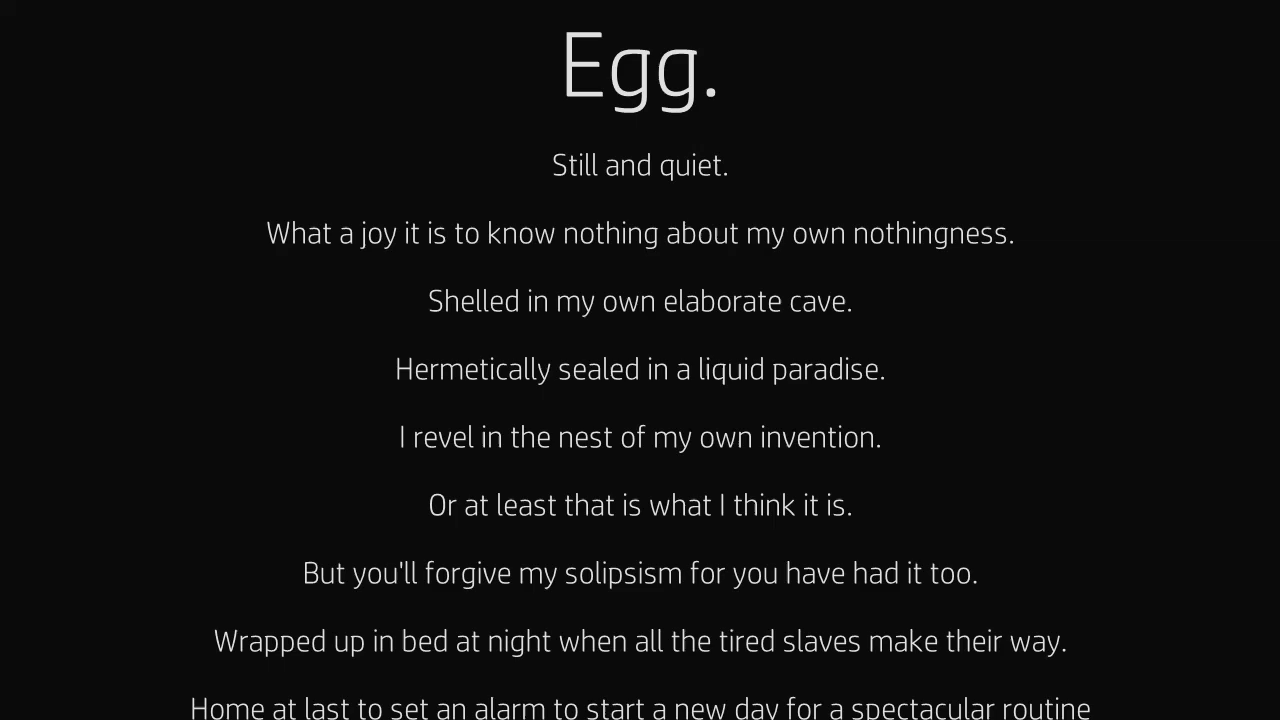 Egg.
Still and quiet.
What a joy it is to know nothing about my own nothingness.
Shelled in my own elaborate cave.
Hermetically sealed in a liquid paradise.
I revel in the nest of my own invention.
Or at least that is what I think it is.
But you'll forgive my solipsism for you have had it too.
Wrapped up in bed at night when all the tired slaves make their way.
Home at last to set an alarm to start a new day for a spectacular routine